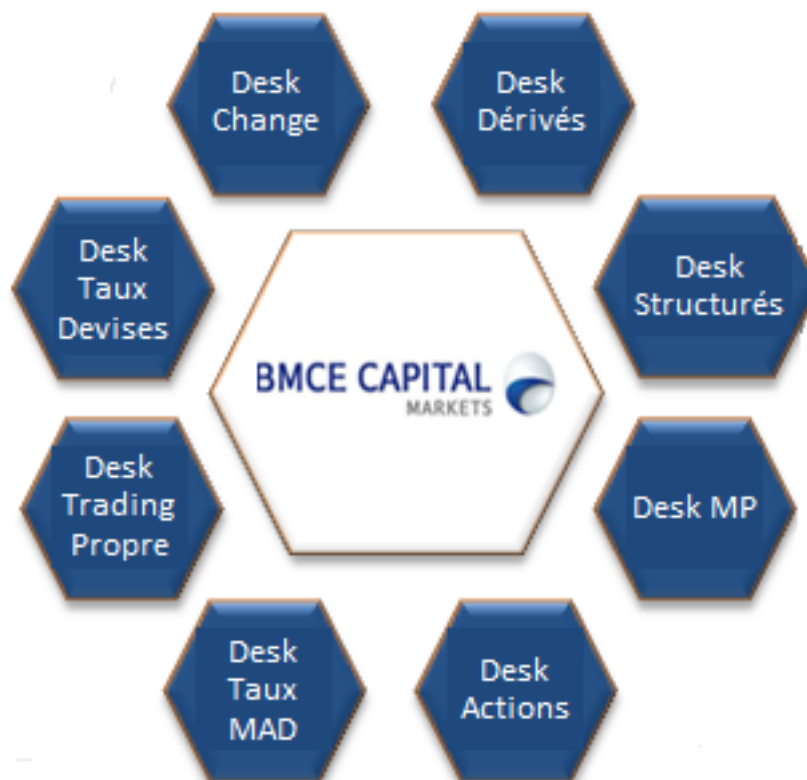 Desk
Change
Desk
Dérivés
Desk
Taux
Devises
Desk
Structurés
BMCE CAPITAL
MARKETS
Desk
Trading
Propre
Desk MP
Desk
Taux
MAD
Desk
Actions